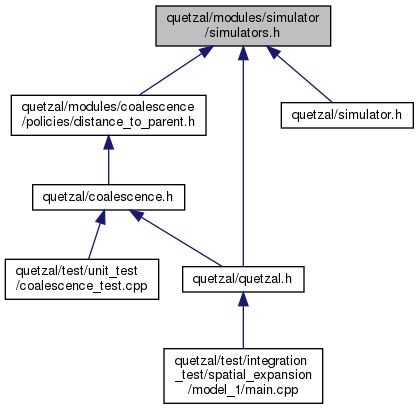 quetzal/modules/simulator
/simulators.h
quetzal/modules/coalescence
/policies/distance_to_parent.h
quetzal/simulator.h
quetzal/coalescence.h
quetzal/test/unit_test
/coalescence_test.cpp
quetzal/quetzal.h
quetzal/test/integration
_test/spatial_expansion
/model_1/main.cpp